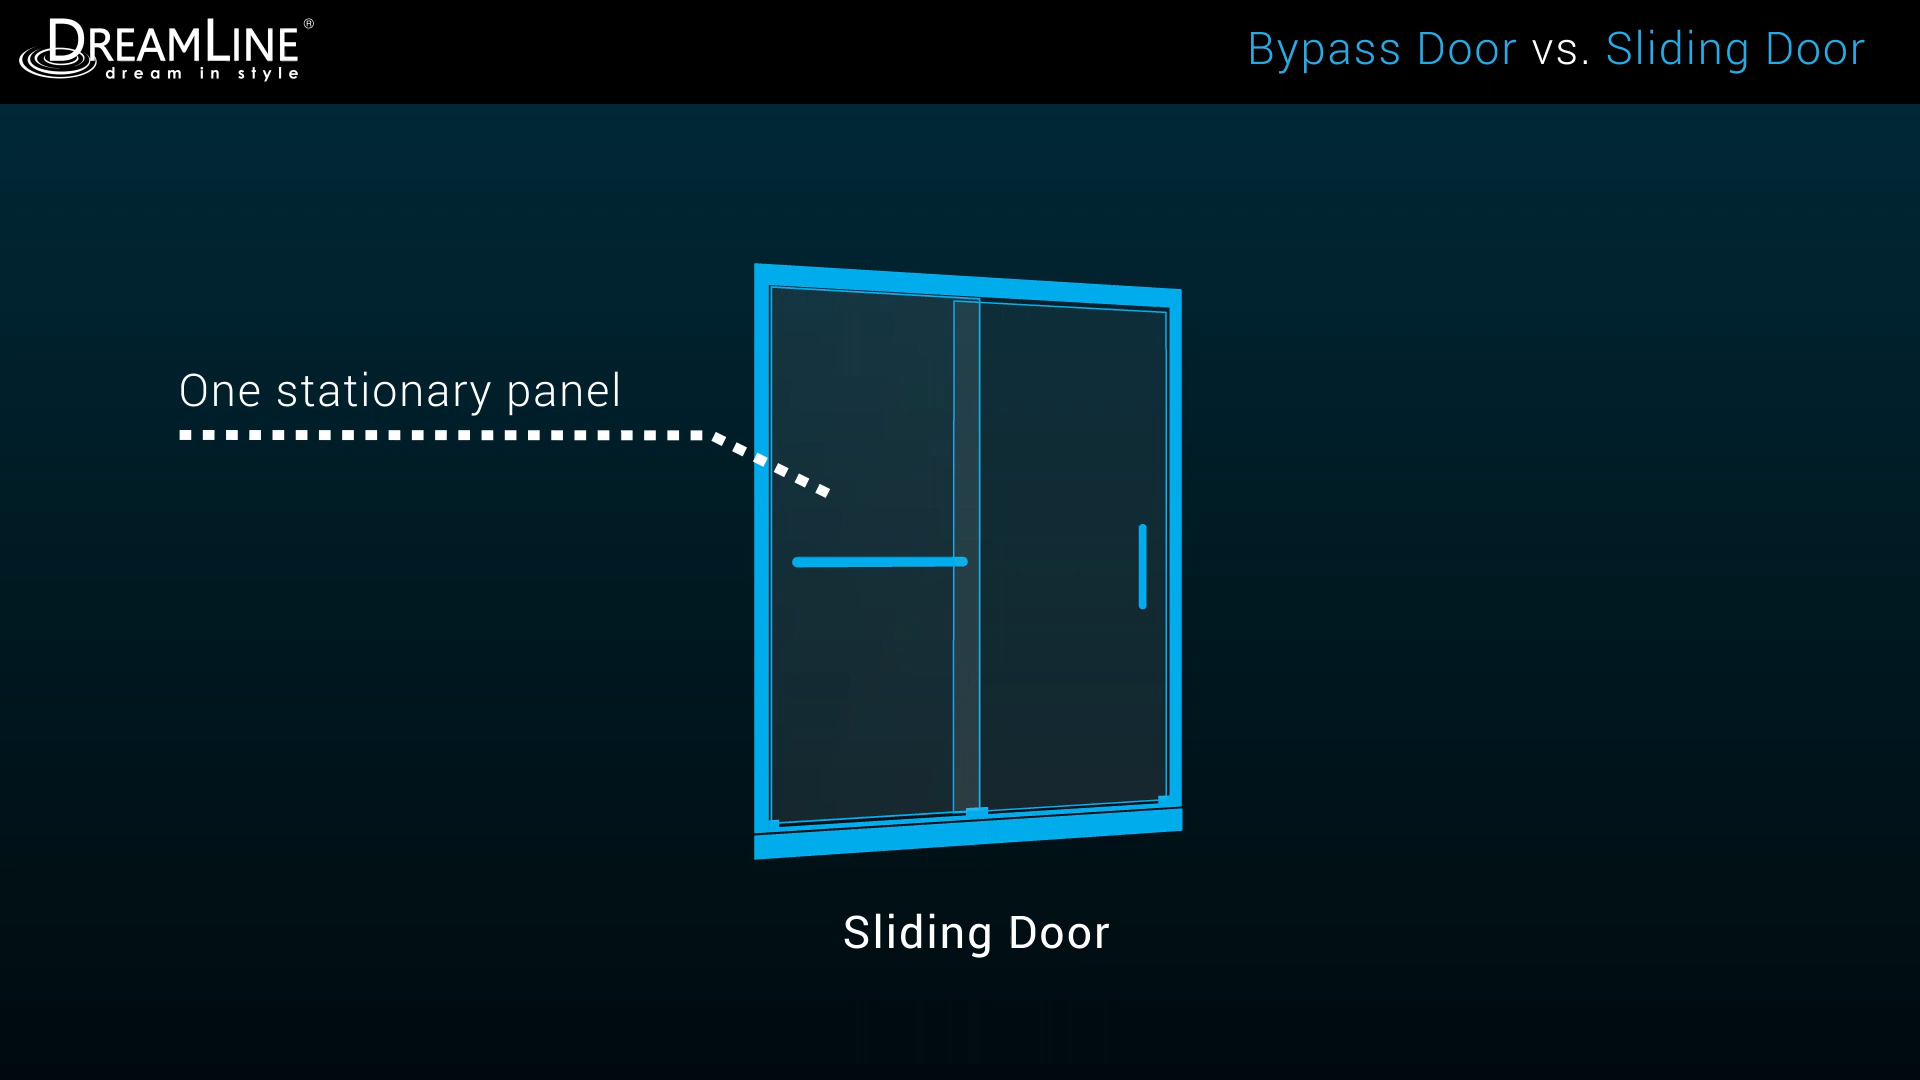 DREAMLINE®
dream in style
Bypass Door vs. Sliding Door
One stationary panel
Sliding Door